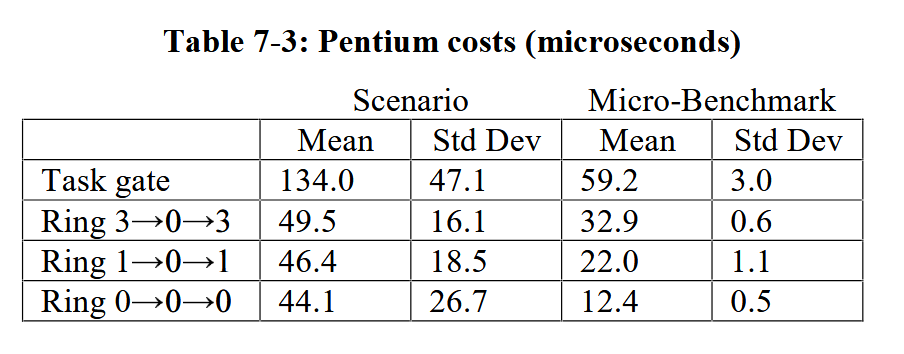 Table 7-3: Pentium costs (microseconds)
Scenario Micro-Benchmark
Mean Std Dev Mean Std Dev
Task gate 134.0 47.1 59.2 3.0
Ring 3→0→3 49.5 16.1 32.9 0.6
Ring 1→0→1 46.4 18.5 22.0 1.1
Ring 0→0→0 44.1 26.7 12.4 0.5